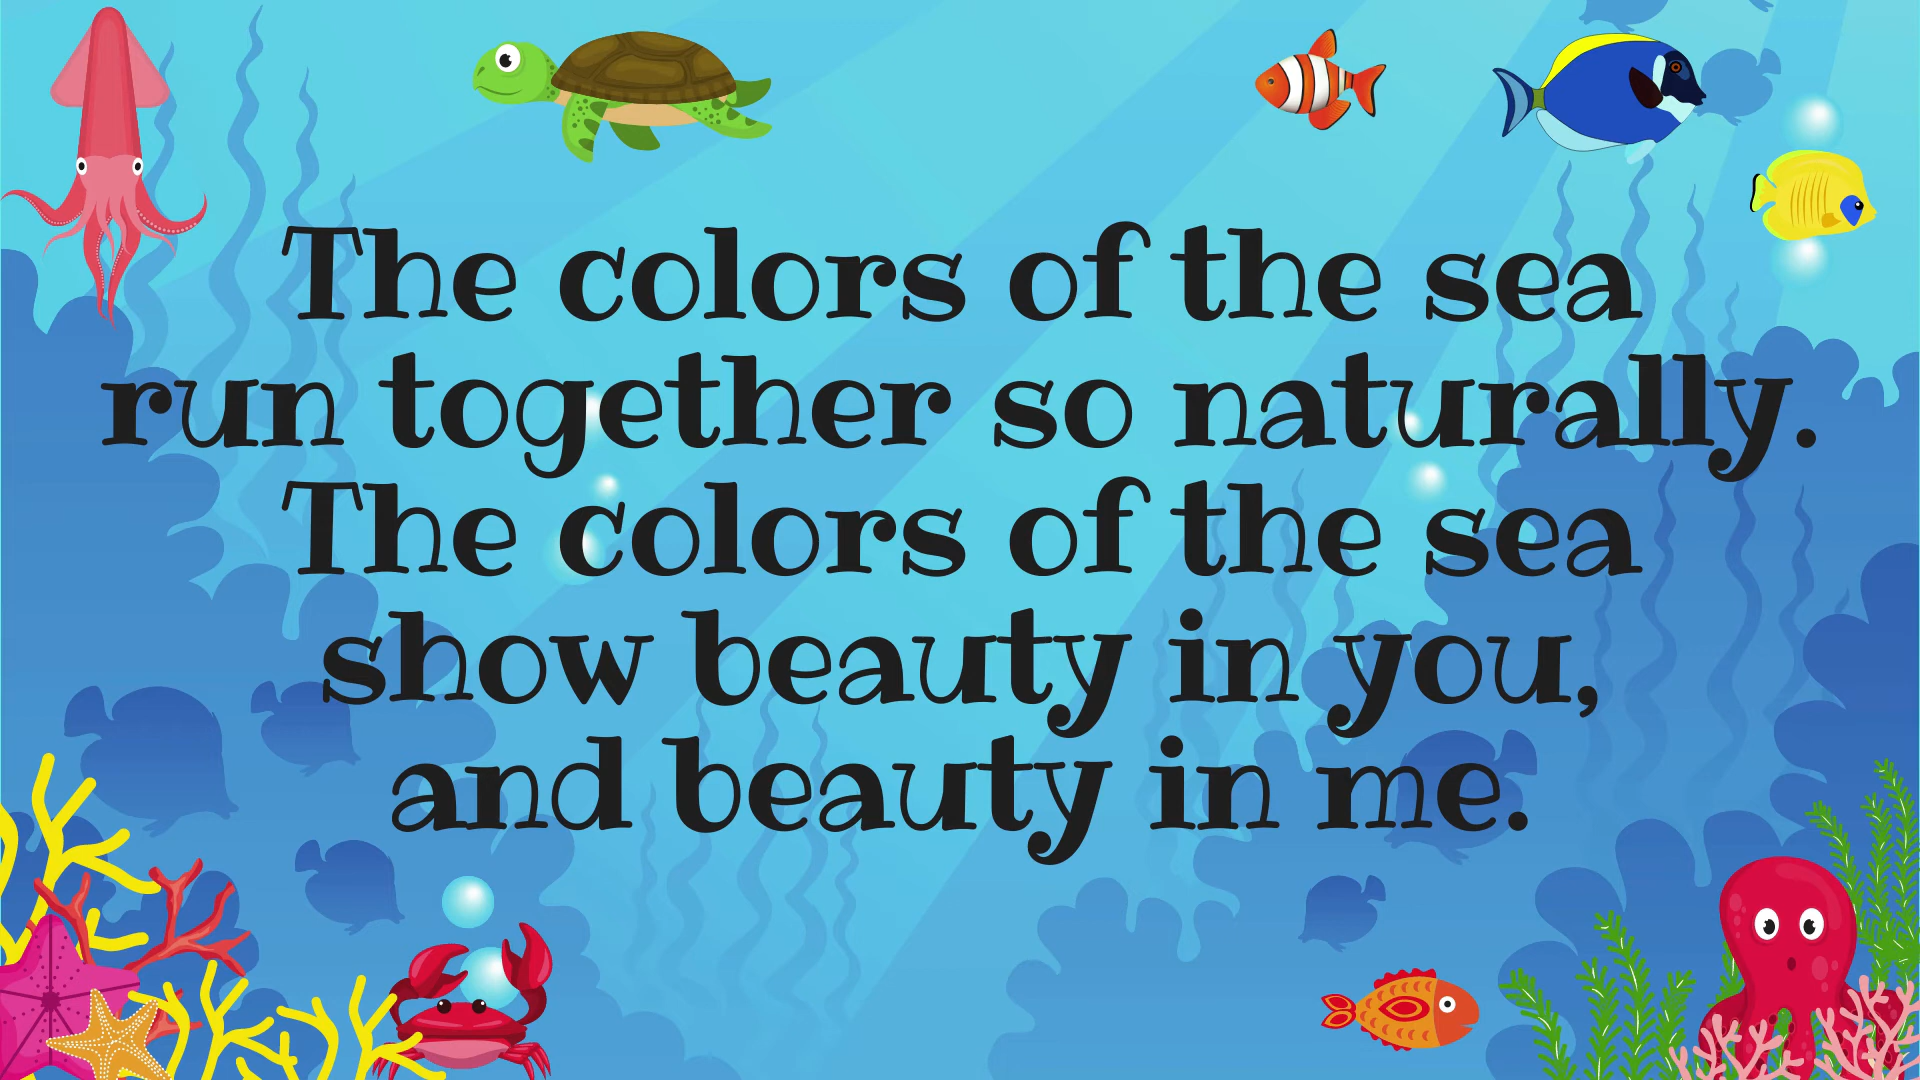 The colors of the sea
run together so naturally.
The colors of the sea
show beauty in you,
and beauty in me.